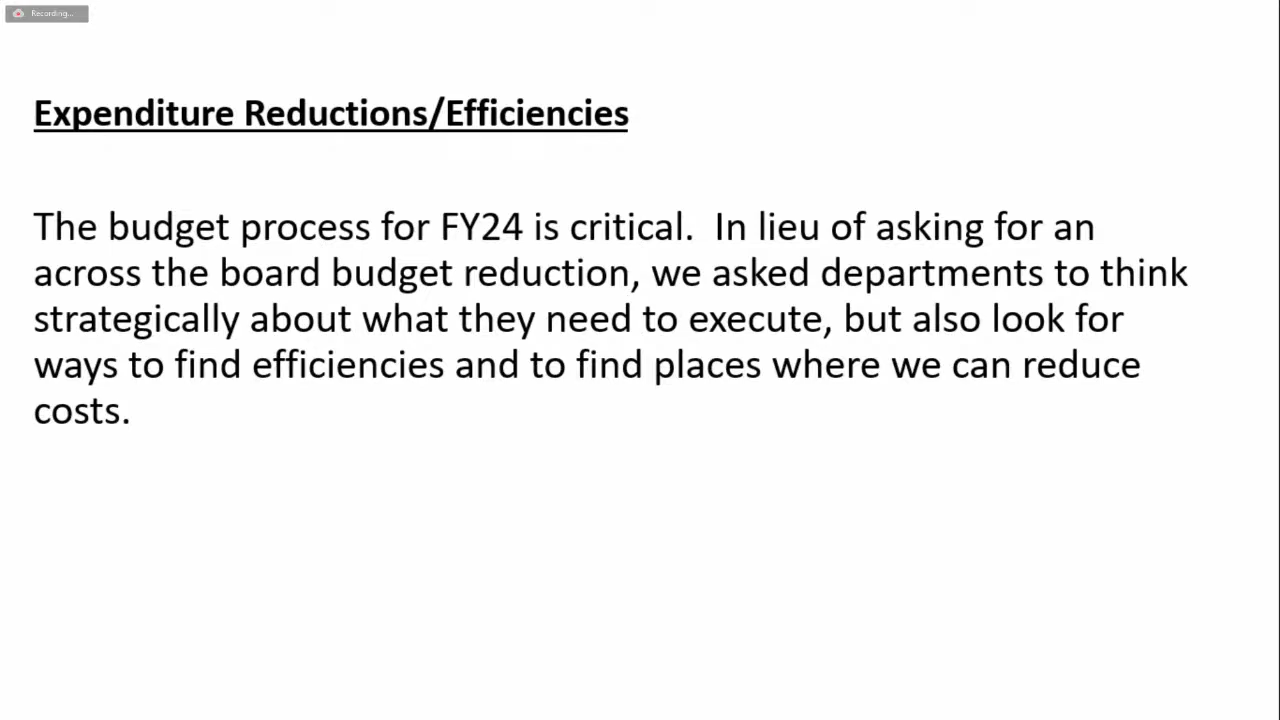 Recording...
Expenditure Reductions/Efficiencies
The budget process for FY24 is critical.  In lieu of asking for an
across the board budget reduction, we asked departments to think
strategically about what they need to execute, but also look for
ways to find efficiencies and to find places where we can reduce
costs.